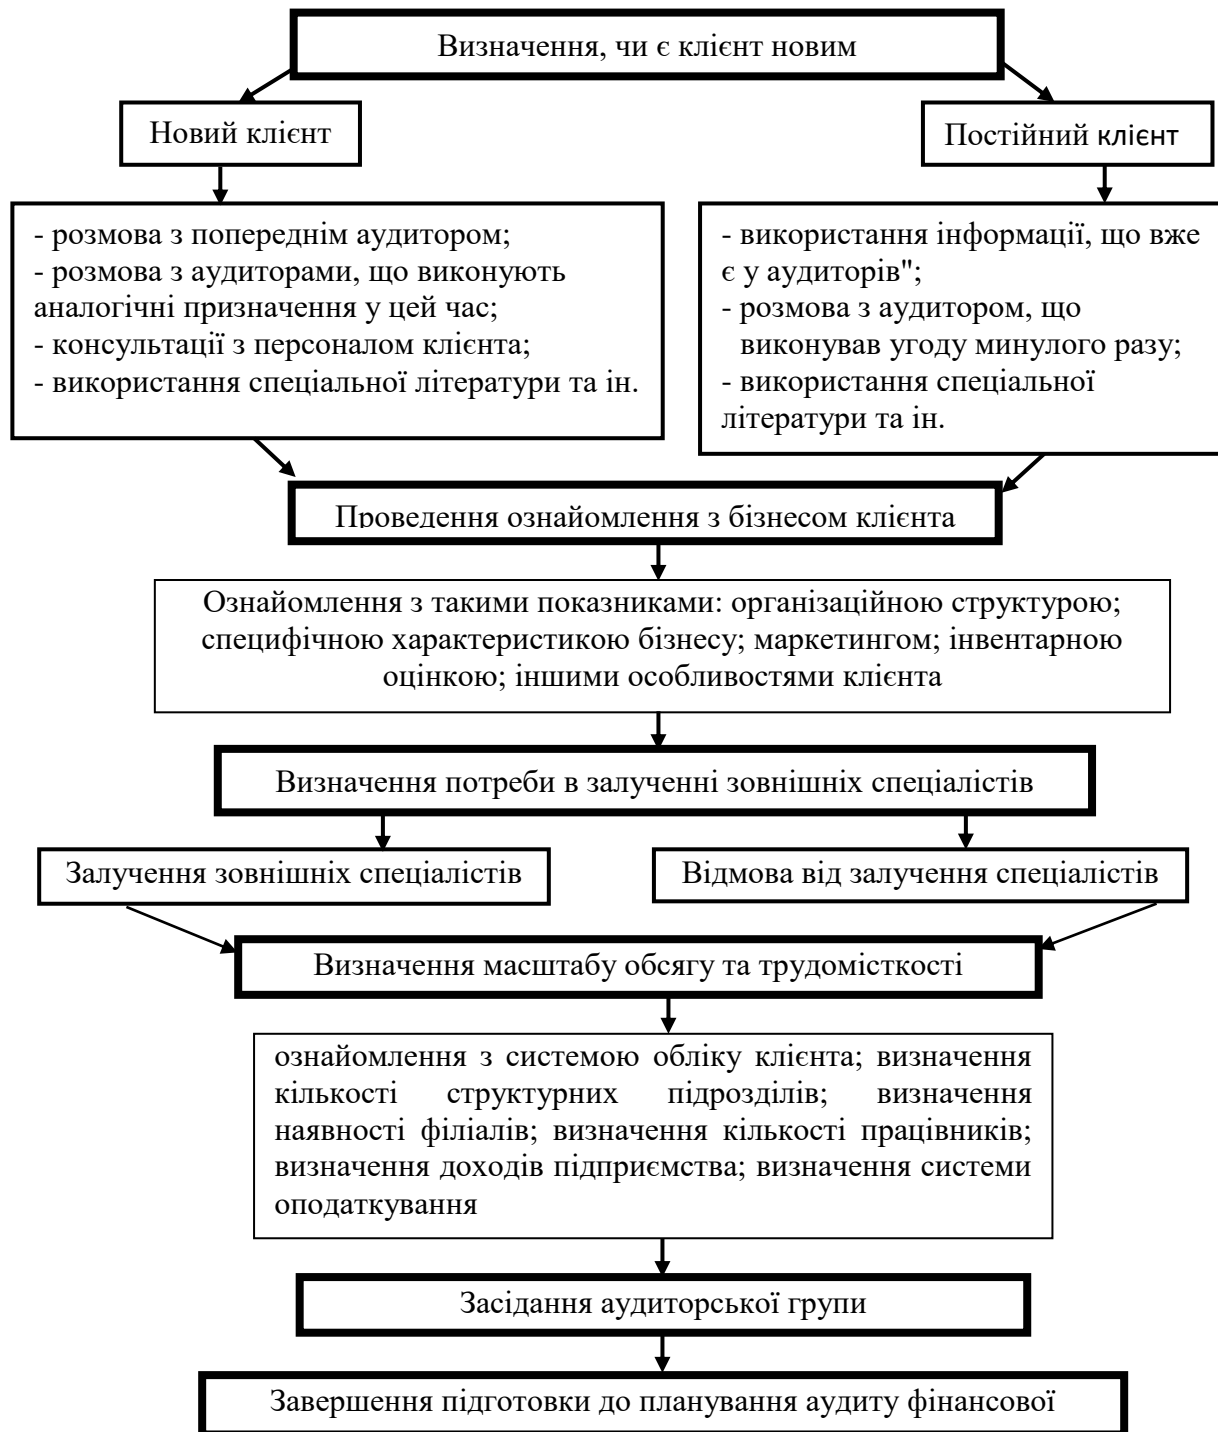 Визначення, чи є клієнт новим
Новий клієнт
Постійний клієнт
- розмова з попереднім аудитором;
- розмова з аудиторами, що виконують
аналогічні призначення у цей час;
- консультації з персоналом клієнта;
- використання спеціальної літератури та ін.
- використання інформації, що вже
є у аудиторів";
- розмова з аудитором, що
виконував угоду минулого разу;
- використання спеціальної
літератури та ін.
Проведення ознайомлення з бізнесом клієнта
Ознайомлення з такими показниками: організаційною структурою;
специфічною характеристикою бізнесу; маркетингом; інвентарною
оцінкою; іншими особливостями клієнта
Визначення потреби в залученні зовнішніх спеціалістів
Залучення зовнішніх спеціалістів
Відмова від залучення спеціалістів
Визначення масштабу обсягу та трудомісткості
ознайомлення з системою обліку клієнта; визначення
кількості структурних підрозділів; визначення
наявності філіалів; визначення кількості працівників;
визначення доходів підприємства; визначення системи
оподаткування
Засідання аудиторської групи
Завершення підготовки до планування аудиту фінансової